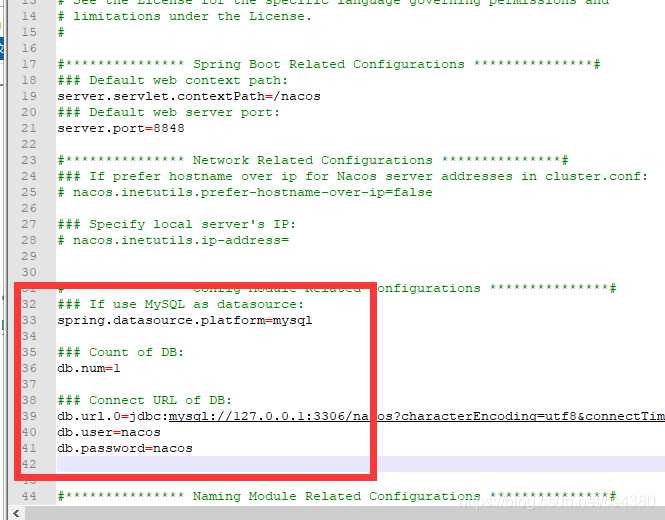 13 # See the License for the specific language governing permissions and
14 # limitations under the License.
15 #
16
17 #*************** Spring Boot Related Configurations ***************#
18 ### Default web context path:
19 server.servlet.contextPath=/nacos
20 ### Default web server port:
21 server.port=8848
22
23 #*************** Network Related Configurations ***************#
24 ### If prefer hostname over ip for Nacos server addresses in cluster.conf:
25 # nacos.inetutils.prefer-hostname-over-ip=false
26
27 ### Specify local server's IP:
28 # nacos.inetutils.ip-address=
29
30
31 #*************** Config Module Related Configurations ***************#
32 ### If use MySQL as datasource:
33 spring.datasource.platform=mysql
34
35 ### Count of DB:
36 db.num=1
37
38 ### Connect URL of DB:
39 db.url.0=jdbc:mysql://127.0.0.1:3306/nacos?characterEncoding=utf8&connectTim
40 db.user=nacos
41 db.password=nacos
42
43
44 #*************** Naming Module Related Configurations ***************#